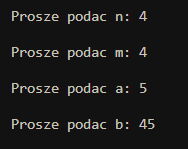 Prosze podac n: 4
Prosze podac m: 4
Prosze podac a: 5
Prosze podac b: 45